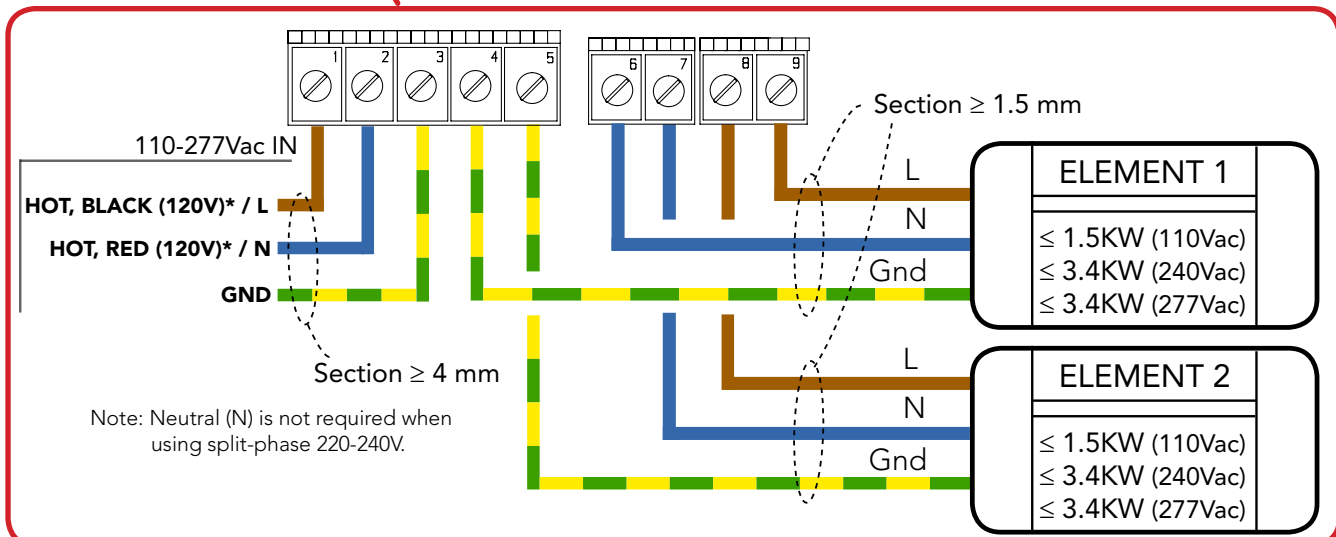 1 2 3 4 5 6 7 8 9
Section ≥ 1.5 mm
110-277Vac IN
HOT, BLACK (120V)* / L
HOT, RED (120V)* / N
GND
Section ≥ 4 mm
Note: Neutral (N) is not required when
using split-phase 220-240V.
L
N
Gnd
ELEMENT 1
≤ 1.5KW (110Vac)
≤ 3.4KW (240Vac)
≤ 3.4KW (277Vac)
L
N
Gnd
ELEMENT 2
≤ 1.5KW (110Vac)
≤ 3.4KW (240Vac)
≤ 3.4KW (277Vac)